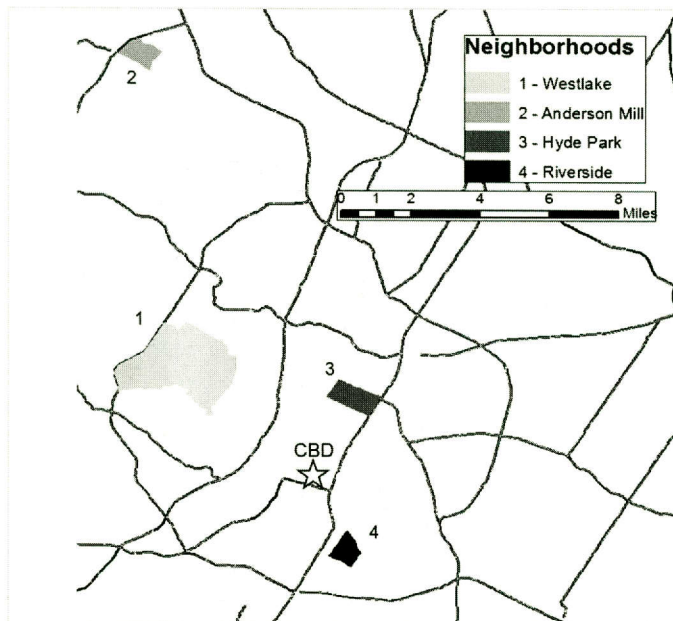 Neighborhoods
1 - Westlake
2 - Anderson Mill
3 - Hyde Park
4 - Riverside
0 2 4 6 8
Miles
2
1
3
CBD
4